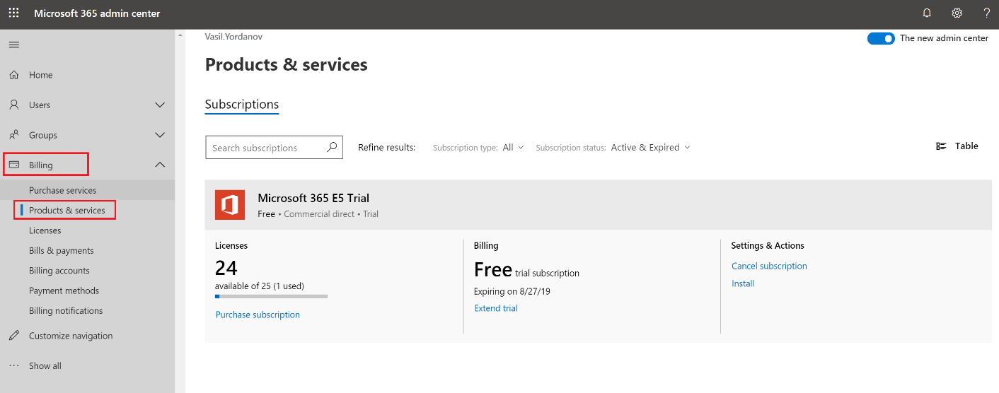 Microsoft 365 admin center
?
Vasil.Yordanov
The new admin center
Home
Users
Groups
Billing
Purchase services
Products & services
Licenses
Bills & payments
Billing accounts
Payment methods
Billing notifications
Customize navigation
Show all
Products & services
Subscriptions
Search subscriptions
Refine results: Subscription type: All Subscription status: Active & Expired
Table
Microsoft 365 E5 Trial
Free • Commercial direct • Trial
Licenses
24
available of 25 (1 used)
Purchase subscription
Billing
Free trial subscription
Expiring on 8/27/19
Extend trial
Settings & Actions
Cancel subscription
Install